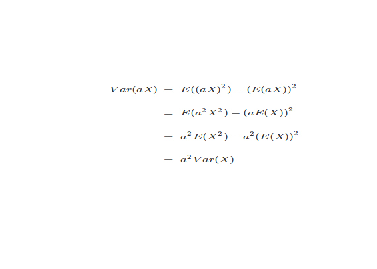 Var(aX) = E((aX)²) − (E(aX))²
= E(a²X²) − (aE(X))²
= a²E(X²) − a²(E(X))²
= a²Var(X)